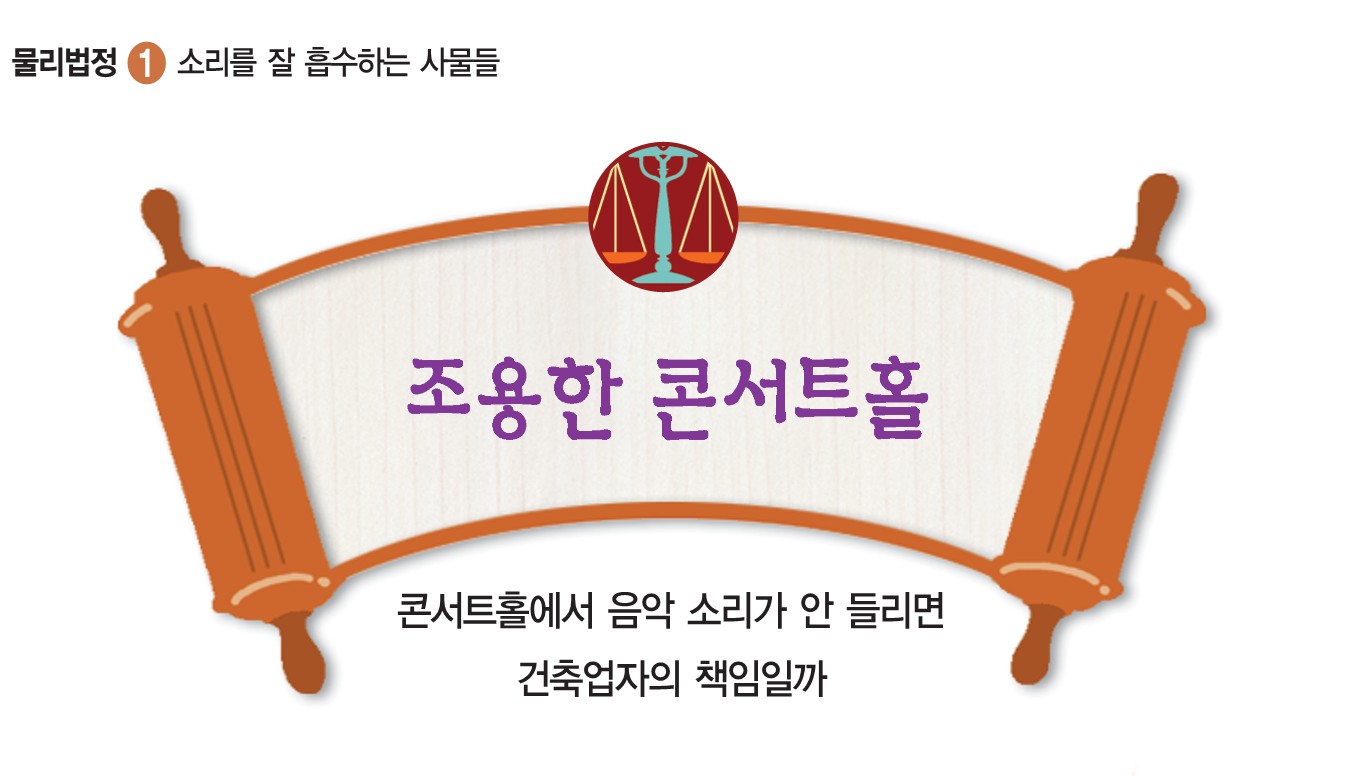 물리법정 1 소리를 잘 흡수하는 사물들
조용한 콘서트홀
콘서트홀에서 음악 소리가 안 들리면
건축업자의 책임일까